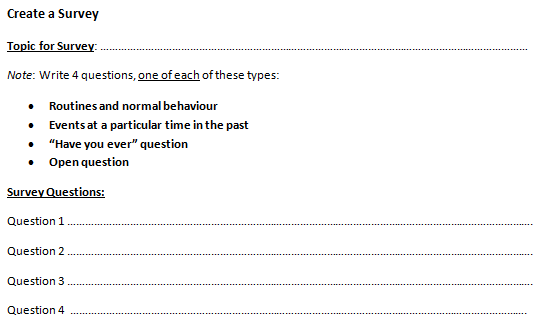 Create a Survey
Topic for Survey: ..........................................................................................................................................
Note: Write 4 questions, one of each of these types:
• Routines and normal behaviour
• Events at a particular time in the past
• “Have you ever” question
• Open question
Survey Questions:
Question 1 ..........................................................................................................................................
Question 2 ..........................................................................................................................................
Question 3 ..........................................................................................................................................
Question 4 ..........................................................................................................................................